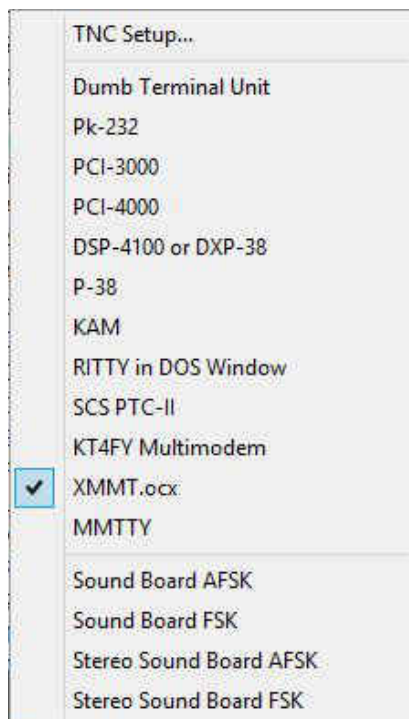 TNC Setup...
Dumb Terminal Unit
Pk-232
PCI-3000
PCI-4000
DSP-4100 or DXP-38
P-38
KAM
RITTY in DOS Window
SCS PTC-II
KT4FY Multimodem
XMMT.ocx
MMTTY
Sound Board AFSK
Sound Board FSK
Stereo Sound Board AFSK
Stereo Sound Board FSK